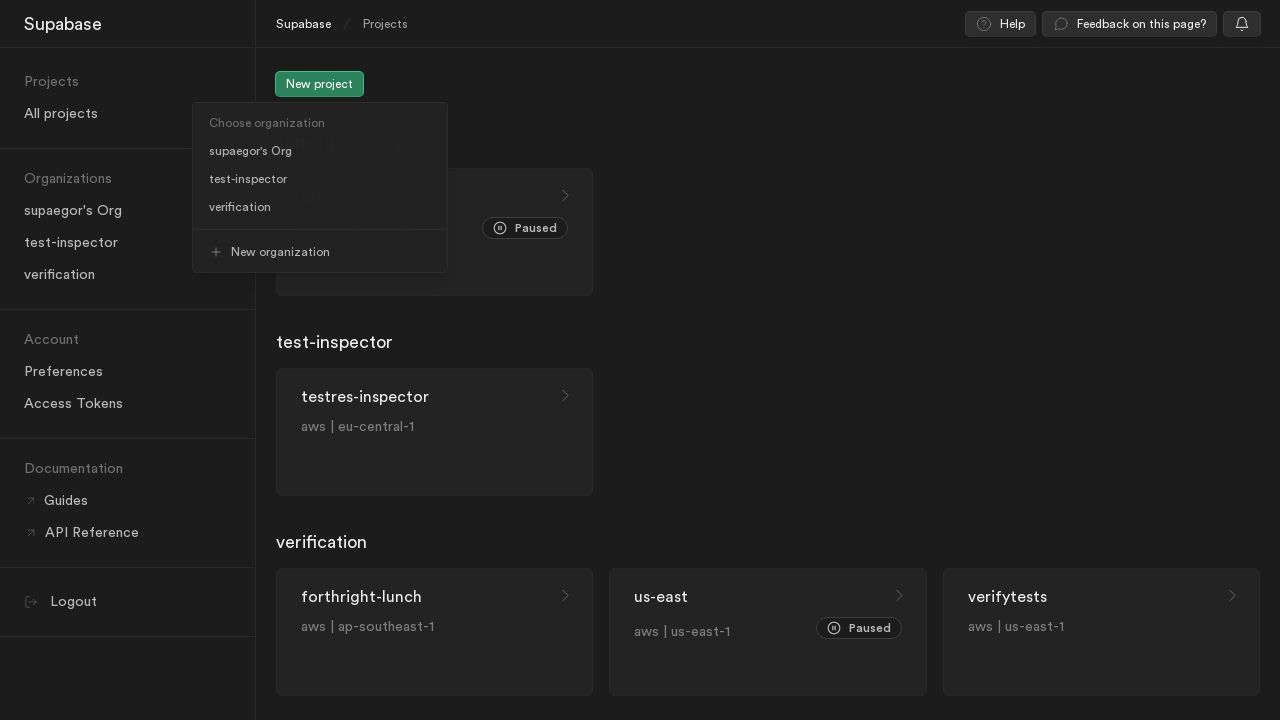 Supabase
Supabase / Projects
Help
Feedback on this page?
Projects
All projects
Organizations
supaegor's Org
test-inspector
verification
Account
Preferences
Access Tokens
Documentation
Guides
API Reference
Logout
New project
Choose organization
supaegor's Org
test-inspector
verification
New organization
Paused
test-inspector
testres-inspector
aws | eu-central-1
verification
forthright-lunch
aws | ap-southeast-1
us-east
aws | us-east-1
Paused
verifytests
aws | us-east-1